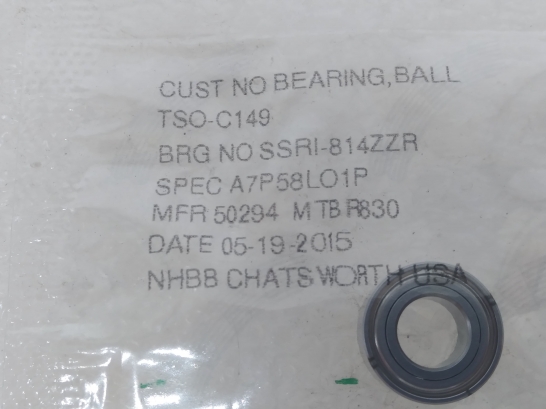 CUST NO BEARING, BALL
TSO-C149
BRG NO SSRI-814ZZR
SPEC A7P58LO1P
MFR 50294 M TB R830
DATE 05-19-2015
NHBB CHATSWORTH USA